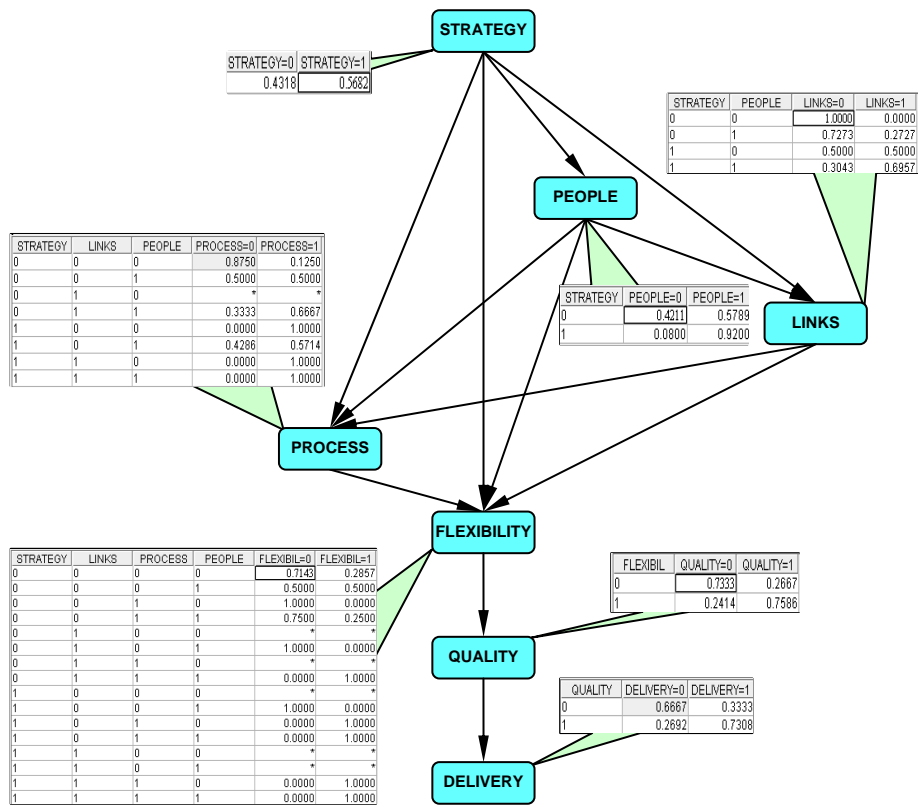 STRATEGY
STRATEGY=0 STRATEGY=1
0.4318 0.5682
STRATEGY PEOPLE LINKS=0 LINKS=1
0 0 1.0000 0.0000
0 1 0.7273 0.2727
1 0 0.5000 0.5000
1 1 0.3043 0.6957
PEOPLE
STRATEGY LINKS PEOPLE PROCESS=0 PROCESS=1
0 0 0 0.8750 0.1250
0 0 1 0.5000 0.5000
0 1 0 * *
0 1 1 0.3333 0.6667
1 0 0 0.0000 1.0000
1 0 1 0.4286 0.5714
1 1 0 0.0000 1.0000
1 1 1 0.0000 1.0000
STRATEGY PEOPLE=0 PEOPLE=1
0 0.4211 0.5789
1 0.0800 0.9200
LINKS
PROCESS
FLEXIBILITY
STRATEGY LINKS PROCESS PEOPLE FLEXIBIL=0 FLEXIBIL=1
0 0 0 0 0.7143 0.2857
0 0 0 1 0.5000 0.5000
0 0 1 0 1.0000 0.0000
0 0 1 1 0.7500 0.2500
0 1 0 0 * *
0 1 0 1 1.0000 0.0000
0 1 1 0 * *
0 1 1 1 0.0000 1.0000
1 0 0 0 * *
1 0 0 1 1.0000 0.0000
1 0 1 0 0.0000 1.0000
1 0 1 1 0.0000 1.0000
1 1 0 0 * *
1 1 0 1 * *
1 1 1 0 0.0000 1.0000
1 1 1 1 0.0000 1.0000
FLEXIBIL QUALITY=0 QUALITY=1
0 0.7333 0.2667
1 0.2414 0.7586
QUALITY
QUALITY DELIVERY=0 DELIVERY=1
0 0.6667 0.3333
1 0.2692 0.7308
DELIVERY